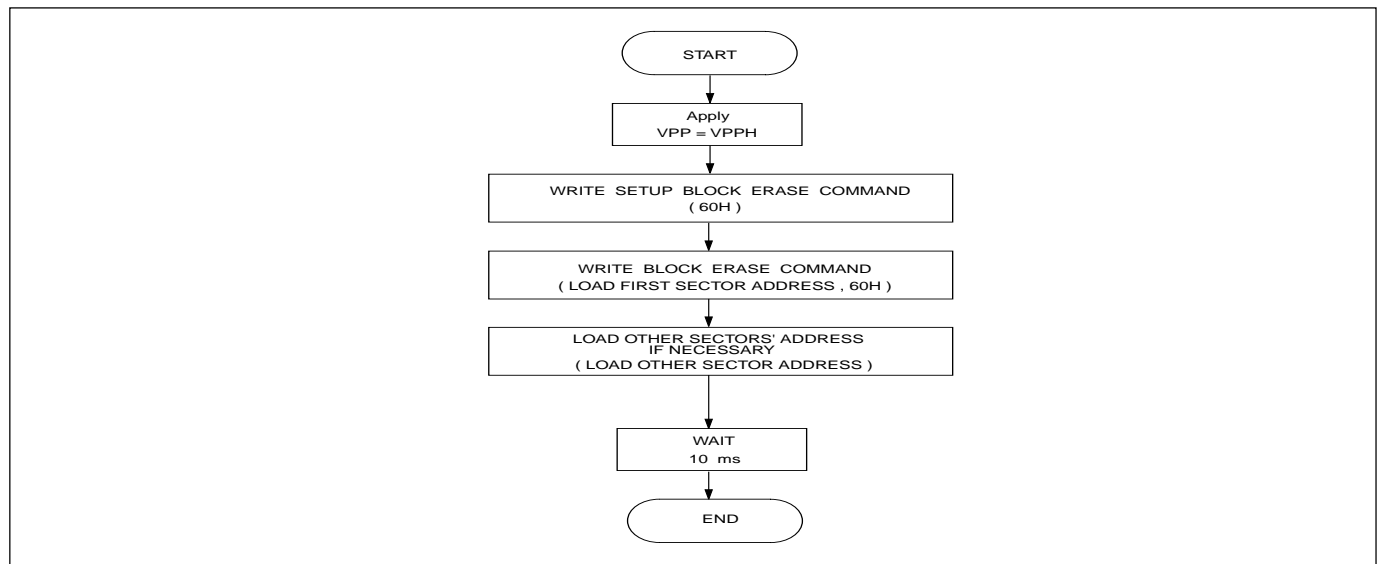 START
Apply
VPP = VPPH
WRITE SETUP BLOCK ERASE COMMAND
( 60H )
WRITE BLOCK ERASE COMMAND
( LOAD FIRST SECTOR ADDRESS , 60H )
LOAD OTHER SECTORS' ADDRESS
IF NECESSARY
( LOAD OTHER SECTOR ADDRESS )
WAIT
10 ms
END